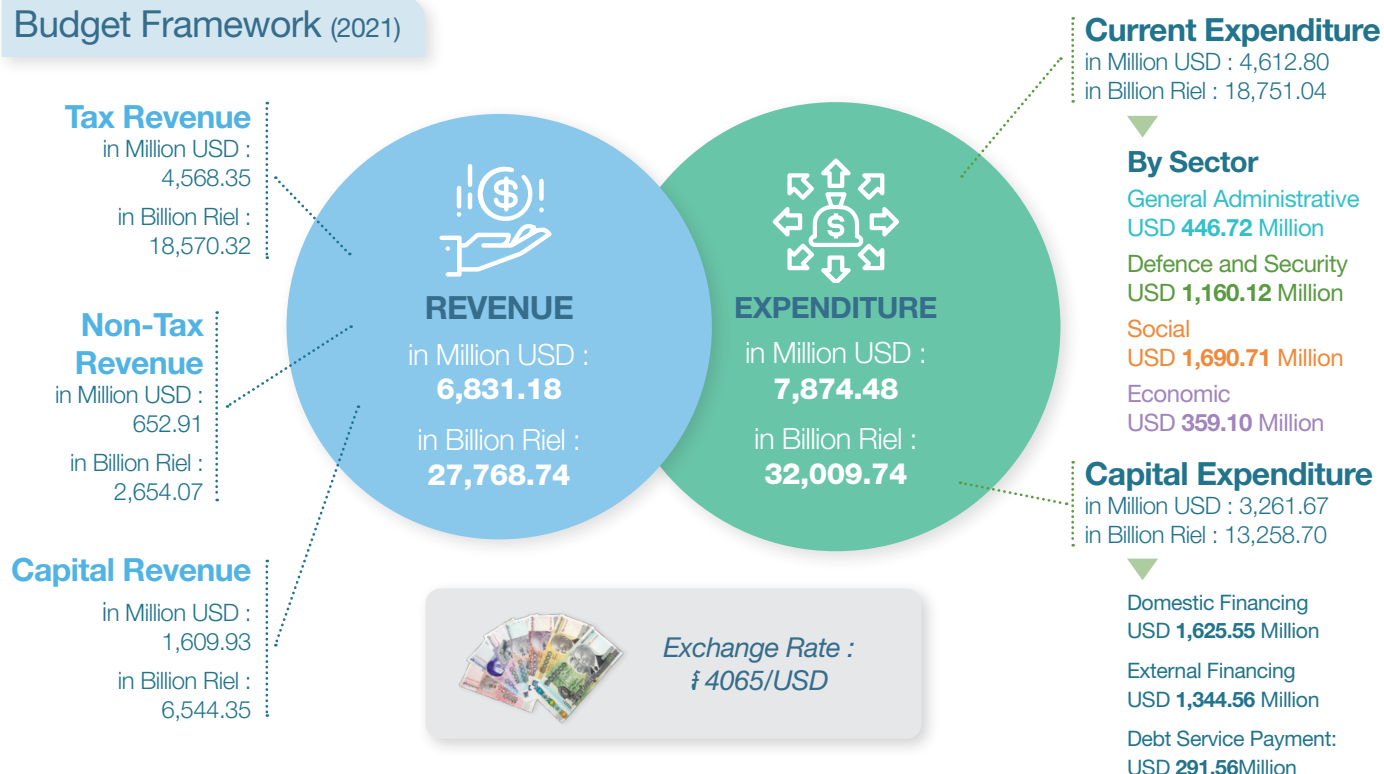 Budget Framework (2021)
Tax Revenue
in Million USD :
4,568.35
in Billion Riel :
18,570.32
Non-Tax
Revenue
in Million USD :
652.91
in Billion Riel :
2,654.07
Capital Revenue
in Million USD :
1,609.93
in Billion Riel :
6,544.35
REVENUE
in Million USD :
6,831.18
in Billion Riel :
27,768.74
EXPENDITURE
in Million USD :
7,874.48
in Billion Riel :
32,009.74
Exchange Rate :
៛ 4065/USD
Current Expenditure
in Million USD : 4,612.80
in Billion Riel : 18,751.04
By Sector
General Administrative
USD 446.72 Million
Defence and Security
USD 1,160.12 Million
Social
USD 1,690.71 Million
Economic
USD 359.10 Million
Capital Expenditure
in Million USD : 3,261.67
in Billion Riel : 13,258.70
Domestic Financing
USD 1,625.55 Million
External Financing
USD 1,344.56 Million
Debt Service Payment:
USD 291.56Million